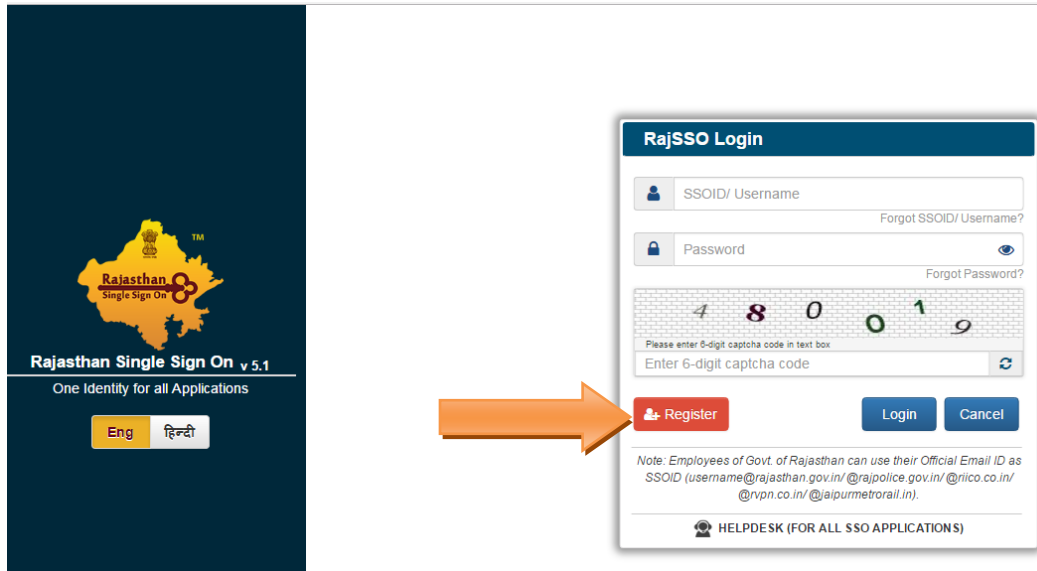 TM
Rajasthan
Single Sign On
Rajasthan Single Sign On v 5.1
One Identity for all Applications
Eng हिन्दी
RajSSO Login
SSOID/ Username
Forgot SSOID/ Username?
Password
Forgot Password?
4 8 0 0 1 9
Please enter 6-digit captcha code in text box
Enter 6-digit captcha code
Register Login Cancel
Note: Employees of Govt. of Rajasthan can use their Official Email ID as
SSOID (username@rajasthan.gov.in/ @rajpolice.gov.in/ @riico.co.in/
@rvpn.co.in/ @jaipurmetrorail.in).
HELPDESK (FOR ALL SSO APPLICATIONS)